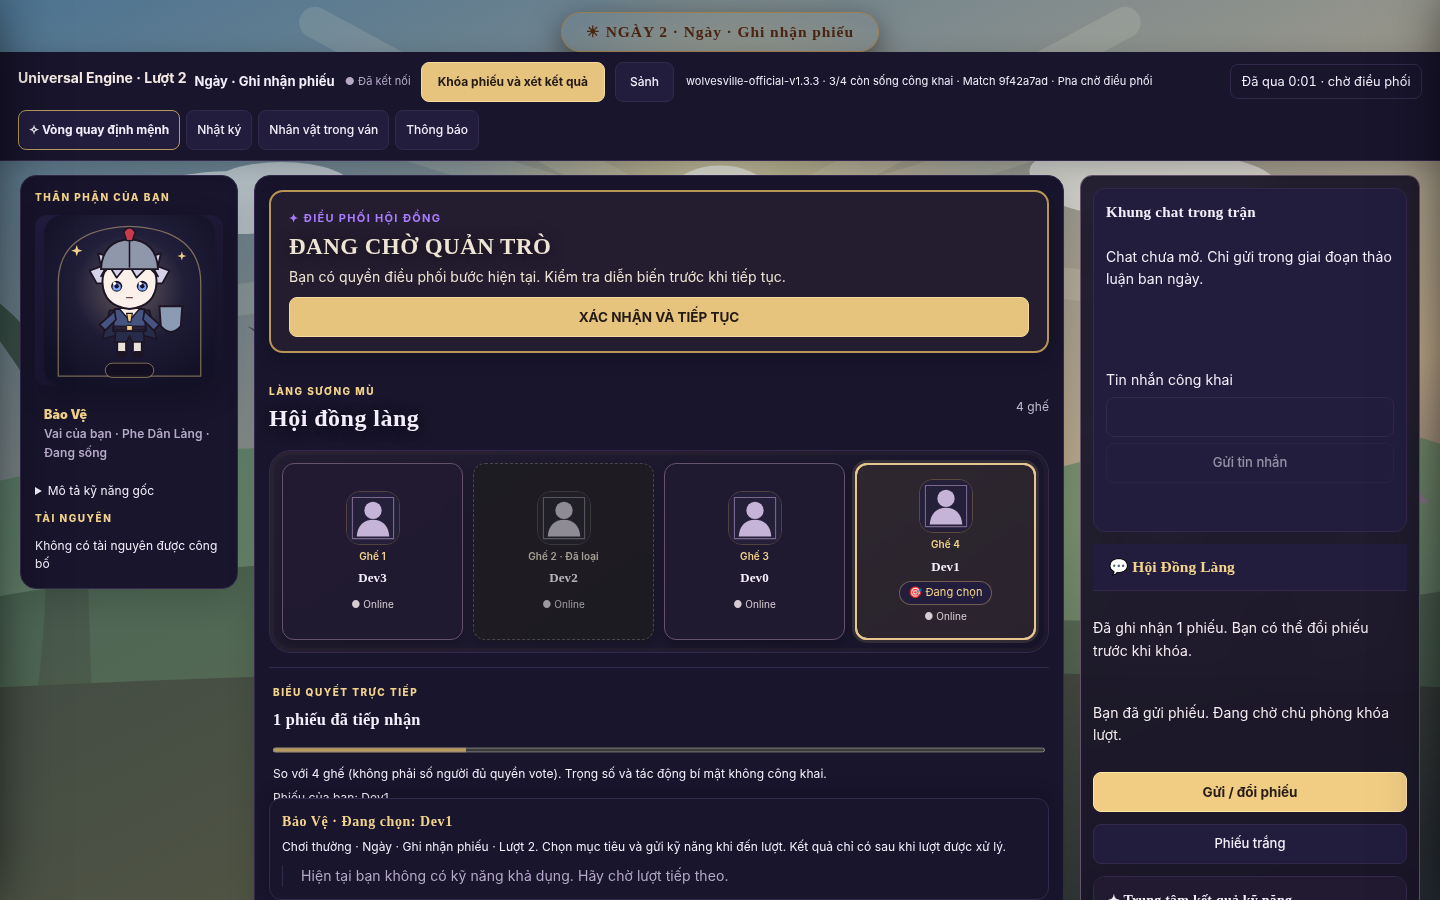 ☀ NGÀY 2 · Ngày · Ghi nhận phiếu
Universal Engine · Lượt 2 Ngày · Ghi nhận phiếu ● Đã kết nối Khóa phiếu và xét kết quả Sảnh wolvesville-official-v1.3.3 · 3/4 còn sống công khai · Match 9f42a7ad · Pha chờ điều phối Đã qua 0:01 · chờ điều phối
✧ Vòng quay định mệnh Nhật ký Nhân vật trong ván Thông báo
THÂN PHẬN CỦA BẠN
Bảo Vệ
Vai của bạn · Phe Dân Làng ·
Đang sống
▶ Mô tả kỹ năng gốc
TÀI NGUYÊN
Không có tài nguyên được công
bố
✦ ĐIỀU PHỐI HỘI ĐỒNG
ĐANG CHỜ QUẢN TRÒ
Bạn có quyền điều phối bước hiện tại. Kiểm tra diễn biến trước khi tiếp tục.
XÁC NHẬN VÀ TIẾP TỤC
LÀNG SƯƠNG MÙ
Hội đồng làng
4 ghế
Ghế 1
Dev3
● Online
Ghế 2 · Đã loại
Dev2
● Online
Ghế 3
Dev0
● Online
Ghế 4
Dev1
🎯 Đang chọn
● Online
BIỂU QUYẾT TRỰC TIẾP
1 phiếu đã tiếp nhận
So với 4 ghế (không phải số người đủ quyền vote). Trọng số và tác động bí mật không công khai.
Phiếu của bạn: Dev1
Bảo Vệ · Đang chọn: Dev1
Chơi thường · Ngày · Ghi nhận phiếu · Lượt 2. Chọn mục tiêu và gửi kỹ năng khi đến lượt. Kết quả chỉ có sau khi lượt được xử lý.
Hiện tại bạn không có kỹ năng khả dụng. Hãy chờ lượt tiếp theo.
Khung chat trong trận
Chat chưa mở. Chỉ gửi trong giai đoạn thảo
luận ban ngày.
Tin nhắn công khai
Gửi tin nhắn
💬 Hội Đồng Làng
Đã ghi nhận 1 phiếu. Bạn có thể đổi phiếu
trước khi khóa.
Bạn đã gửi phiếu. Đang chờ chủ phòng khóa
lượt.
Gửi / đổi phiếu
Phiếu trắng
✦ Trung tâm kết quả kỹ năng